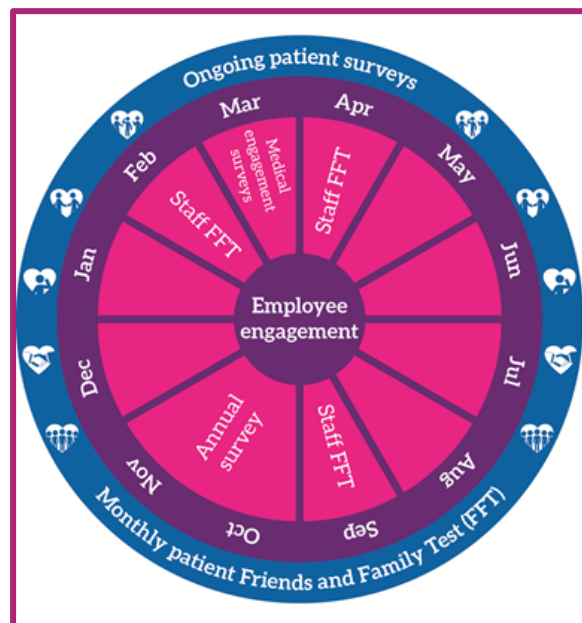 Ongoing patient surveys
Jan
Feb
Mar
Apr
May
Jun
Jul
Aug
Sep
Oct
Nov
Dec
Staff FFT
Medical
engagement
surveys
Staff FFT
Employee
engagement
Annual
survey
Staff FFT
Monthly patient Friends and Family Test (FFT)